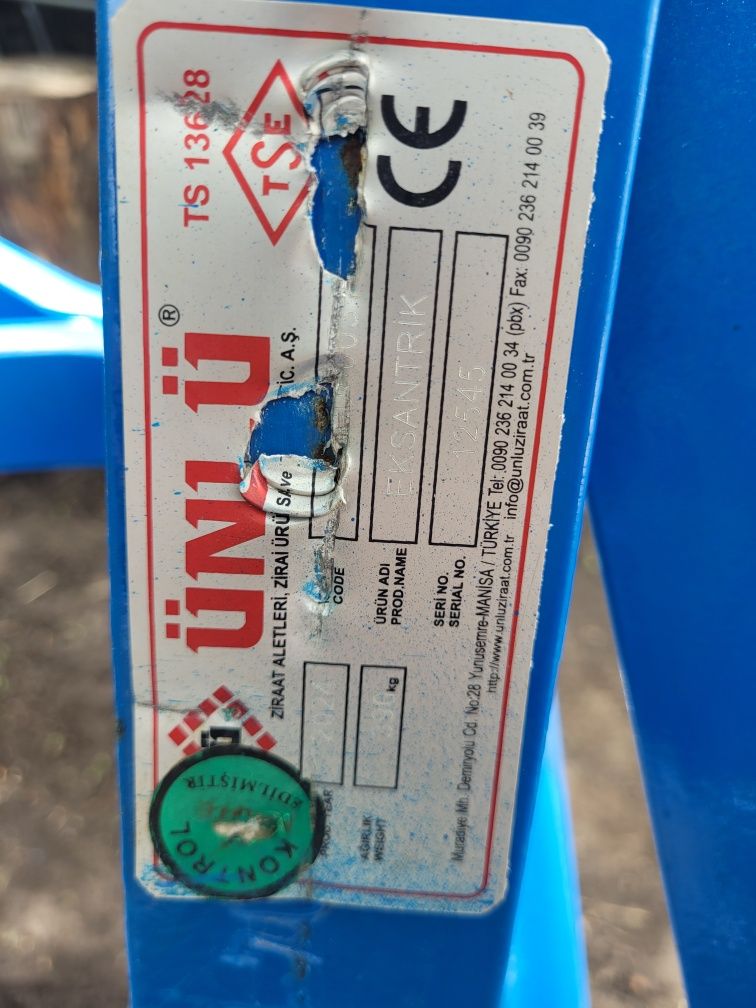 TS 13628
TSE
CE
ÜNLÜ®
ZİRAAT ALETLERİ, ZİRAİ ÜRÜ SA ve İC. A.Ş.
CODE
ÜRÜN ADI
PROD.NAME
EKSANTRIK
SERİ NO.
SERIAL NO.
12545
AĞIRLIK
WEIGHT
kg
Muradiye Mh. Demiryolu Cd. No:28 Yunusemre-MANİSA / TÜRKİYE Tel: 0090 236 214 00 34 (pbx) Fax: 0090 236 214 00 39
http://www.unluziraat.com.tr info@unluziraat.com.tr
KONTROL
EDİLMİŞTİR